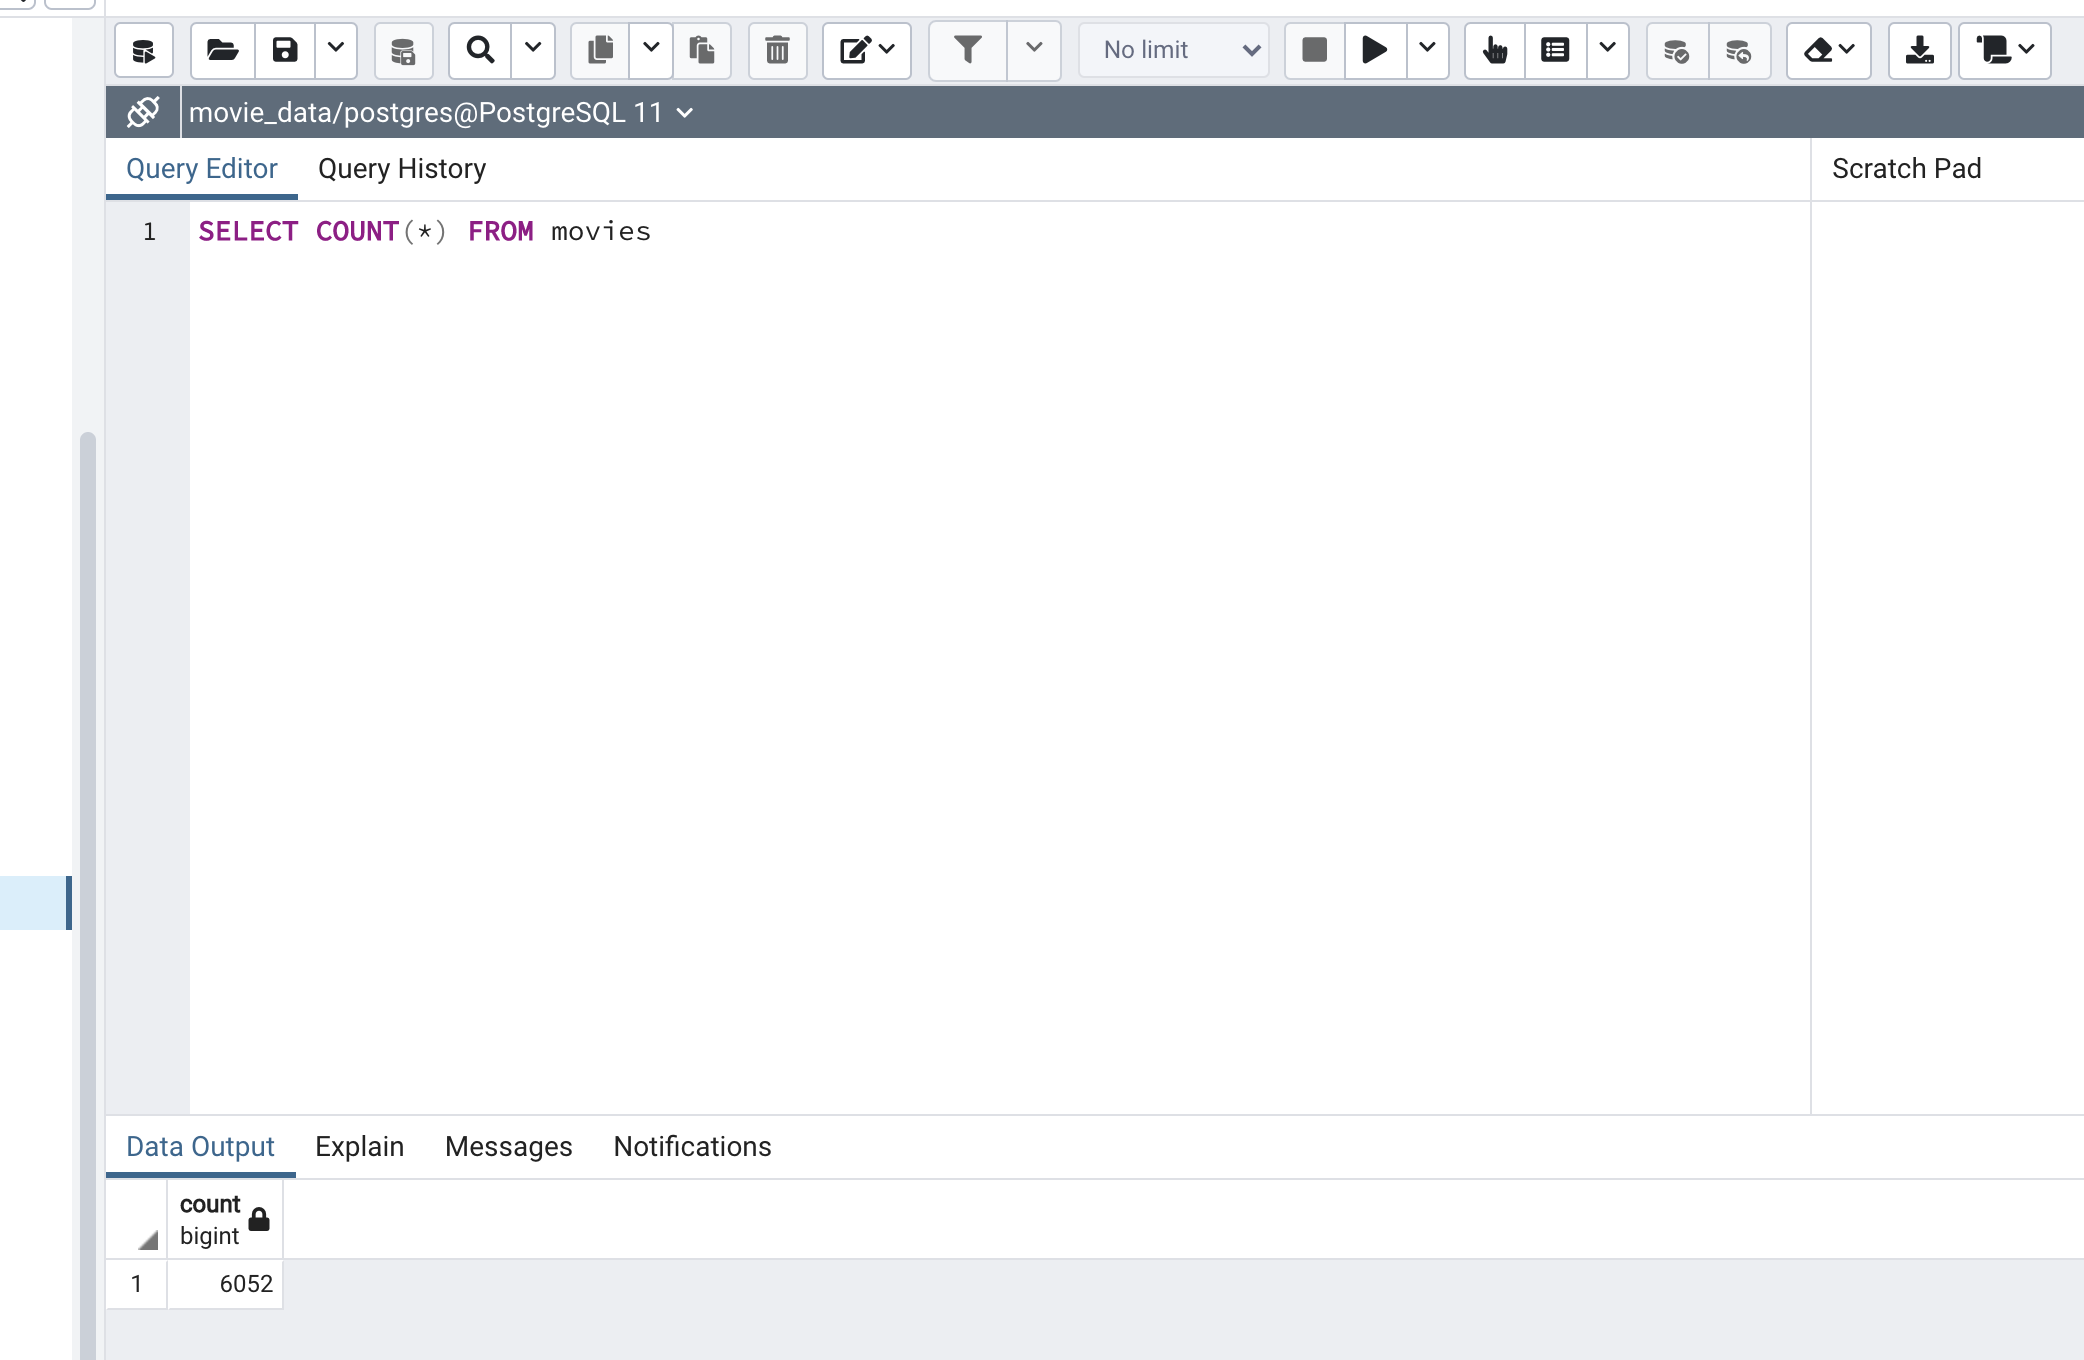 No limit
movie_data/postgres@PostgreSQL 11
Query Editor Query History Scratch Pad
1 SELECT COUNT(*) FROM movies
Data Output Explain Messages Notifications
count
bigint
1 6052